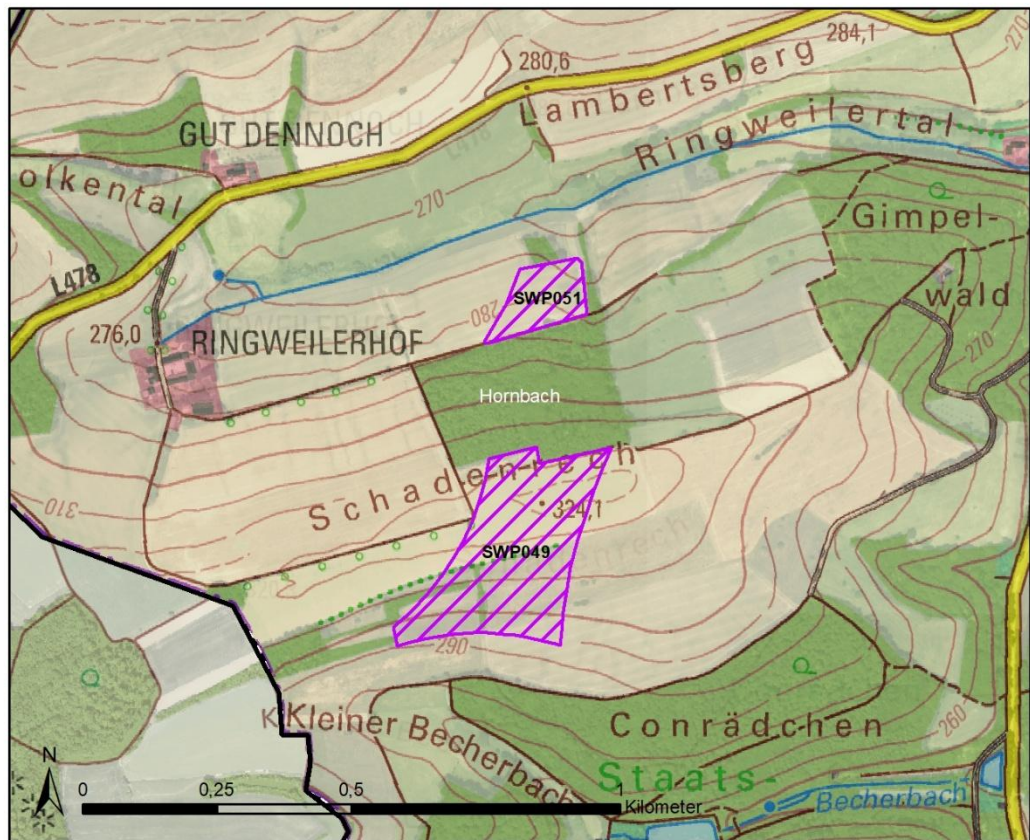 284,1
270
280,6
Lambertsberg
GUT DENNOCH
Ringweilertal
olkental
270
Gimpel-
wald
L478
SWP051
280
276,0
RINGWEILERHOF
270
Hornbach
Schadenrech
310
324,1
SWP049
290
Kleiner Becherbach
Conrädchen
260
Staats-
Becherbach
N
0 0,25 0,5 1
Kilometer